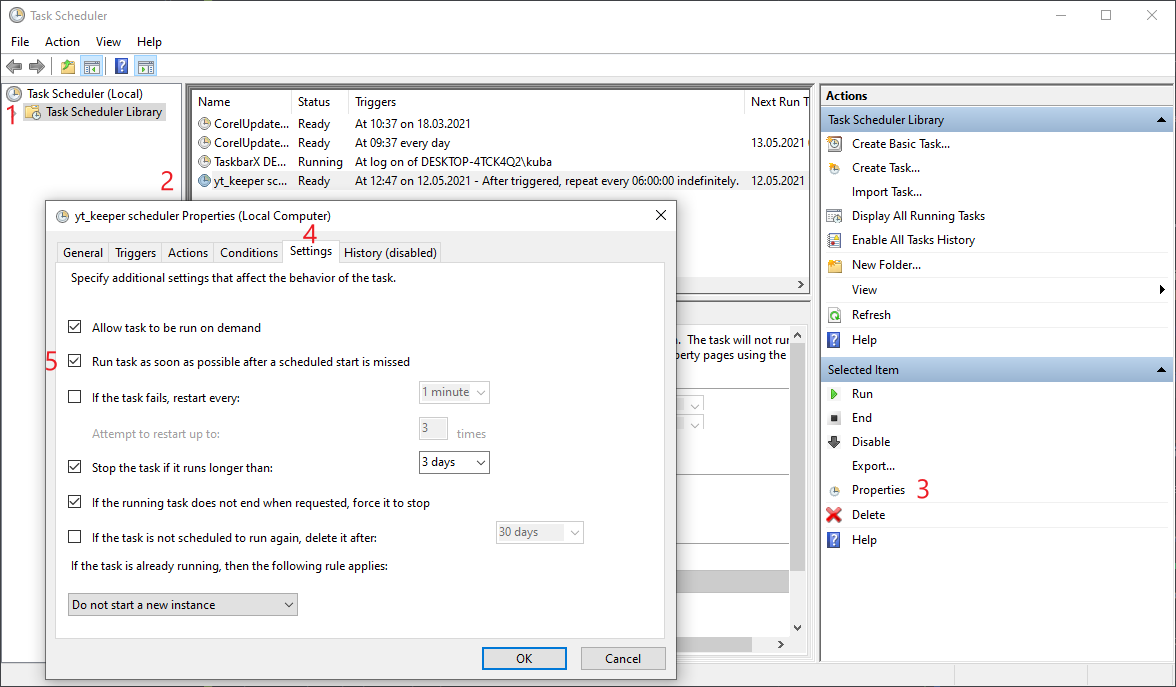 Task Scheduler
File Action View Help
Task Scheduler (Local)
1 Task Scheduler Library
Name Status Triggers Next Run T
CorelUpdate... Ready At 10:37 on 18.03.2021
CorelUpdate... Ready At 09:37 every day 13.05.2021
TaskbarX DE... Running At log on of DESKTOP-4TCK4Q2\kuba
2 yt_keeper sc... Ready At 12:47 on 12.05.2021 - After triggered, repeat every 06:00:00 indefinitely. 12.05.2021
yt_keeper scheduler Properties (Local Computer)
4
General Triggers Actions Conditions Settings History (disabled)
Specify additional settings that affect the behavior of the task.
Allow task to be run on demand
5 Run task as soon as possible after a scheduled start is missed
If the task fails, restart every: 1 minute
Attempt to restart up to: 3 times
Stop the task if it runs longer than: 3 days
If the running task does not end when requested, force it to stop
If the task is not scheduled to run again, delete it after: 30 days
If the task is already running, then the following rule applies:
Do not start a new instance
OK Cancel
. The task will not run
perty pages using the
Actions
Task Scheduler Library
Create Basic Task...
Create Task...
Import Task...
Display All Running Tasks
Enable All Tasks History
New Folder...
View
Refresh
Help
Selected Item
Run
End
Disable
Export...
Properties 3
Delete
Help